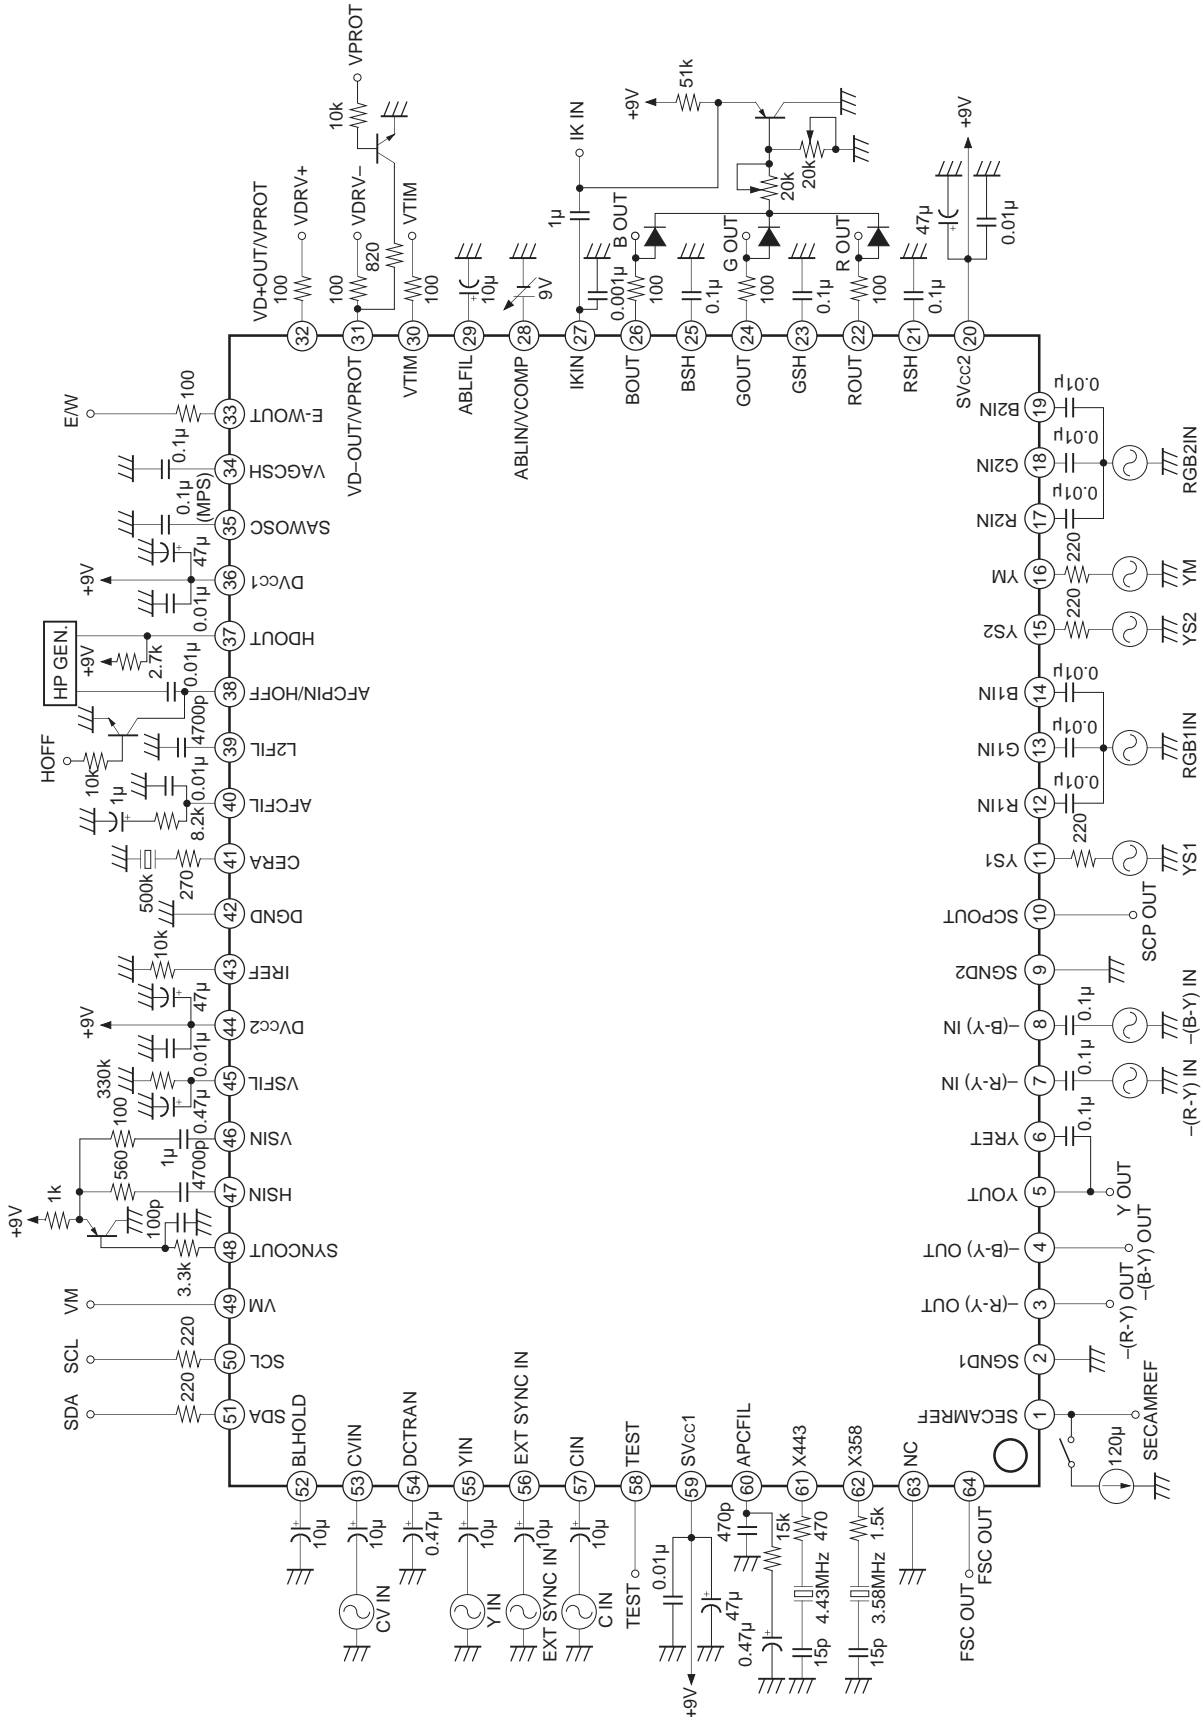 VPROT
10k
VD+OUT/VPROT
VDRV+
VDRV–
VTIM
100
100
820
100
10µ
9V
1µ
IK IN
+9V
51k
0.001µ
B OUT
100
0.1µ
G OUT
100
0.1µ
R OUT
100
0.1µ
20k
20k
47µ
0.01µ
+9V
32
31
30
29
28
27
26
25
24
23
22
21
20
VD–OUT/VPROT
VTIM
ABLFIL
ABLIN/VCOMP
IKIN
BOUT
BSH
GOUT
GSH
ROUT
RSH
SVcc2
E/W
100
33
E-WOUT
0.1µ
34
VAGCSH
0.1µ
(MPS)
35
SAWOSC
47µ
+9V
0.01µ
36
DVcc1
HP GEN.
+9V
2.7k
37
HDOUT
0.01µ
38
AFCPIN/HOFF
HOFF
10k
4700p
39
L2FIL
1µ
0.01µ
8.2k
40
AFCFIL
500k
270
41
CERA
42
DGND
10k
43
IREF
47µ
+9V
0.01µ
44
DVcc2
330k
0.47µ
45
VSFIL
100
1µ
46
VSIN
560
4700p
47
HSIN
+9V
1k
100p
3.3k
48
SYNCOUT
VM
49
VM
SCL
220
50
SCL
SDA
220
51
SDA
B2IN
19
0.01µ
G2IN
18
0.01µ
R2IN
17
0.01µ
RGB2IN
YM
16
220
YM
YS2
15
220
YS2
B1IN
14
0.01µ
G1IN
13
0.01µ
R1IN
12
0.01µ
RGB1IN
YS1
11
220
YS1
SCPOUT
10
SCP OUT
SGND2
9
–(B-Y) IN
8
0.1µ
–(B-Y) IN
–(R-Y) IN
7
0.1µ
–(R-Y) IN
YRET
6
0.1µ
YOUT
5
Y OUT
–(B-Y) OUT
4
–(B-Y) OUT
–(R-Y) OUT
3
–(R-Y) OUT
SGND1
2
SECAMREF
1
SECAMREF
120µ
BLHOLD
CVIN
DCTRAN
YIN
EXT SYNC IN
CIN
TEST
SVcc1
APCFIL
X443
X358
NC
52
53
54
55
56
57
58
59
60
61
62
63
64
10µ
10µ
CV IN
0.47µ
10µ
Y IN
10µ
EXT SYNC IN
10µ
C IN
TEST
0.01µ
47µ
+9V
470p
15k
0.47µ
470
4.43MHz
15p
1.5k
3.58MHz
15p
FSC OUT
FSC OUT